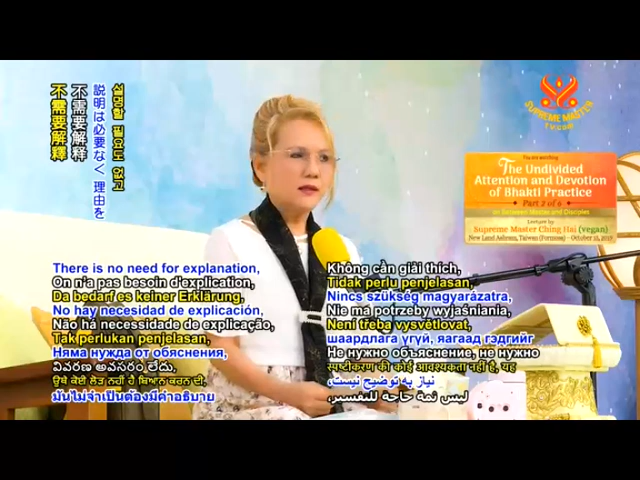 설명할 필요도 없고
説明は必要なく 理由を
不需要解释
不需要解釋
SUPREME MASTER
TV.COM
The Undivided
Attention and Devotion
of Bhakti Practice
Part 2 of 6
Lecture by
Supreme Master Ching Hai (vegan)
There is no need for explanation,
On n'a pas besoin d'explication,
Da bedarf es keiner Erklärung,
No hay necesidad de explicación,
Não há necessidade de explicação,
Tak perlukan penjelasan,
Няма нужда от обяснения,
వివరణ అవసరం లేదు,
ਉਥੇ ਕੋਈ ਲੋੜ ਨਹੀਂ ਹੈ ਬਿਆਨ ਕਰਨ ਦੀ,
มันไม่จำเป็นต้องมีคำอธิบาย
Không cần giải thích,
Tidak perlu penjelasan,
Nincs szükség magyarázatra,
Nie ma potrzeby wyjaśniania,
Není třeba vysvětlovat,
шаардлага үгүй, яагаад гэдгийг
Не нужно объяснение, не нужно
स्पष्टीकरण की कोई आवश्यकता नहीं है, यह
نیاز به توضیح نیست،
ليس ثمة حاجة للتفسير،